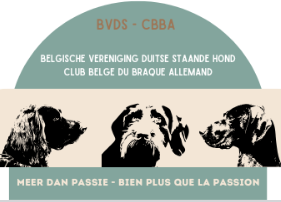 BVDS - CBBA
BELGISCHE VERENIGING DUITSE STAANDE HOND
CLUB BELGE DU BRAQUE ALLEMAND
MEER DAN PASSIE - BIEN PLUS QUE LA PASSION